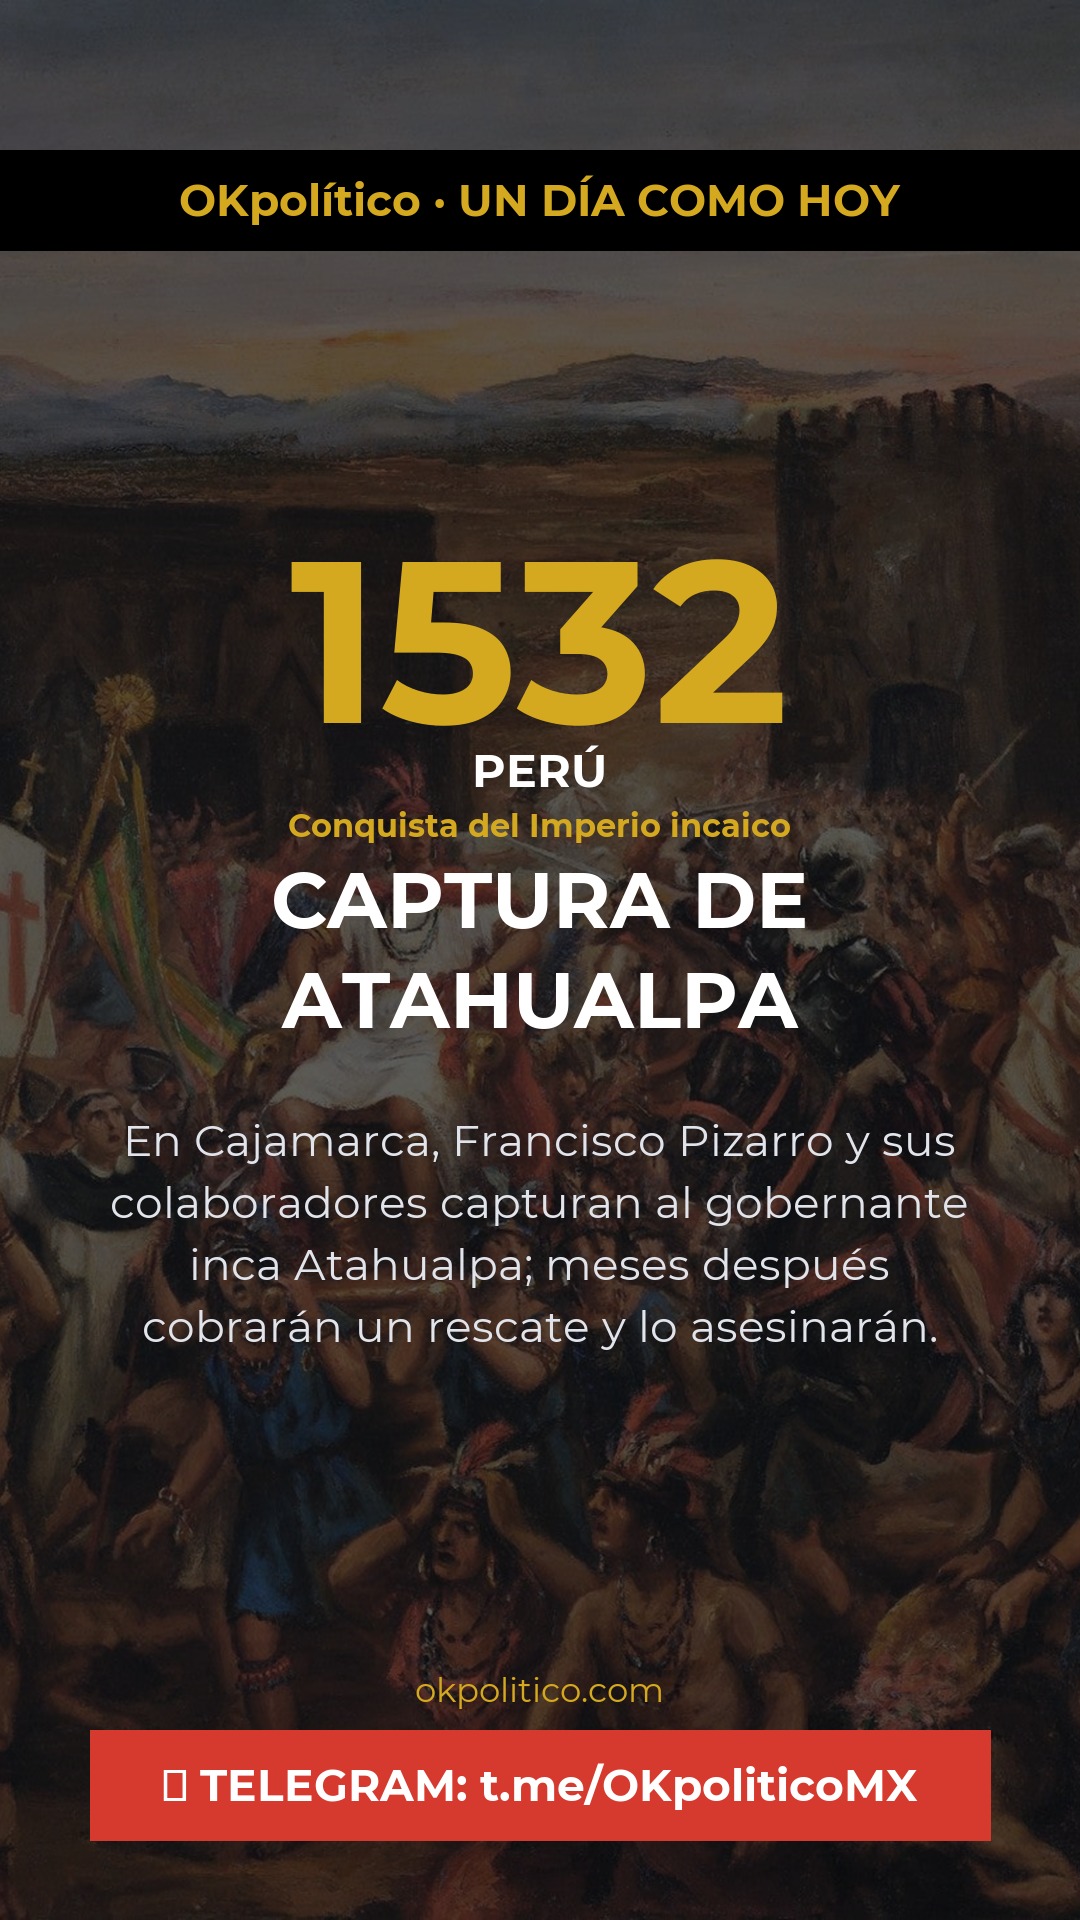 OKpolítico · UN DÍA COMO HOY
1532
PERÚ
Conquista del Imperio incaico
CAPTURA DE
ATAHUALPA
En Cajamarca, Francisco Pizarro y sus
colaboradores capturan al gobernante
inca Atahualpa; meses después
cobrarán un rescate y lo asesinarán.
okpolitico.com
▯ TELEGRAM: t.me/OKpoliticoMX